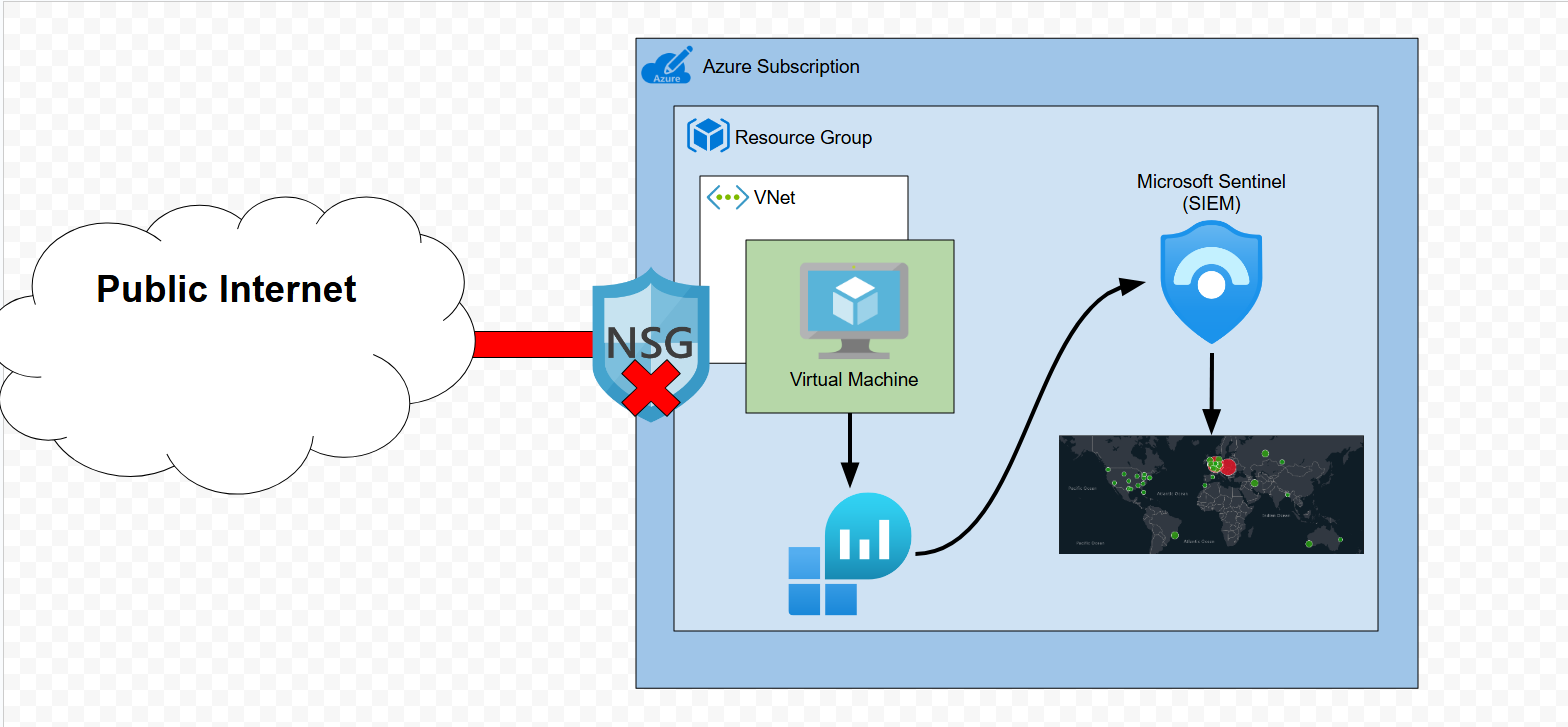 Azure
Azure Subscription
Resource Group
VNet
Microsoft Sentinel
(SIEM)
Public Internet
NSG
Virtual Machine
Pacific Ocean
Atlantic Ocean
Indian Ocean
Pacific Ocean
Atlantic Ocean